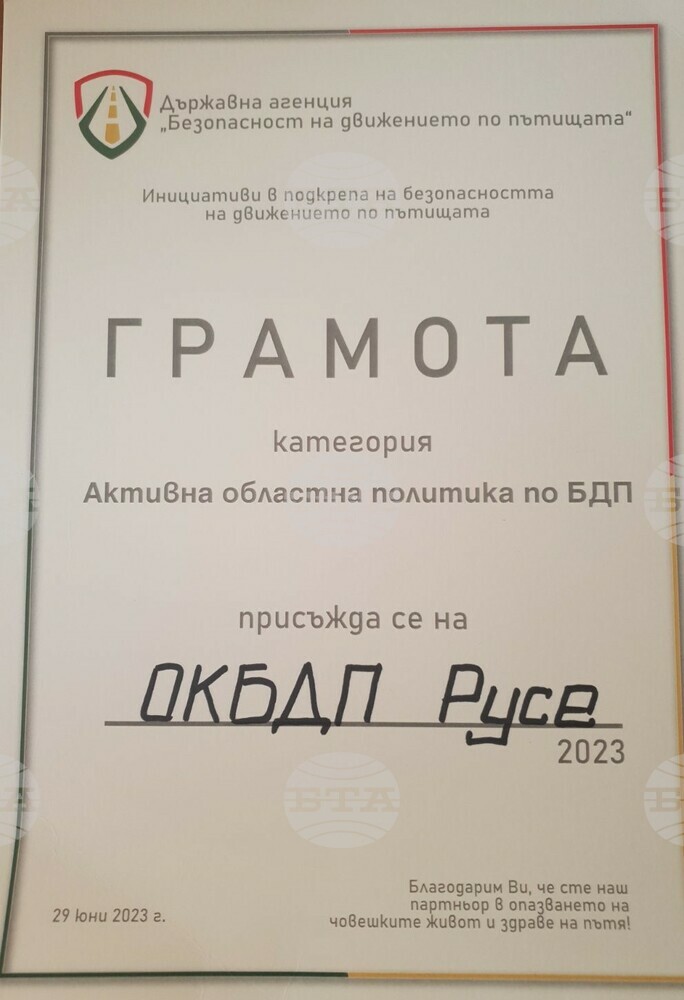 Държавна агенция
„Безопасност на движението по пътищата“
Инициативи в подкрепа на безопасността
на движението по пътищата
ГРАМОТА
категория
Активна областна политика по БДП
присъжда се на
ОКБДП Русе
2023
29 юни 2023 г.
Благодарим Ви, че сте наш
партньор в опазването на
човешките живот и здраве на пътя!
БТА